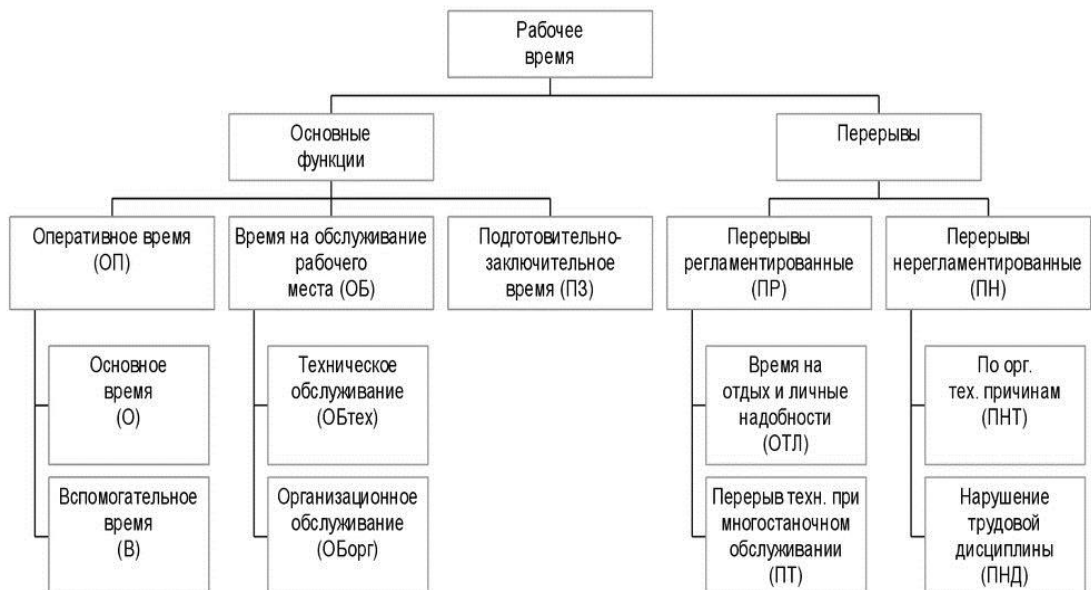 Рабочее
время
Основные
функции
Перерывы
Оперативное время
(ОП)
Время на обслуживание
рабочего
места (ОБ)
Подготовительно-
заключительное
время (ПЗ)
Перерывы
регламентированные
(ПР)
Перерывы
нерегламентированные
(ПН)
Основное
время
(О)
Техническое
обслуживание
(ОБтех)
Время на
отдых и личные
надобности
(ОТЛ)
По орг.
тех. причинам
(ПНТ)
Вспомогательное
время
(В)
Организационное
обслуживание
(ОБорг)
Перерыв техн. при
многостаночном
обслуживании
(ПТ)
Нарушение
трудовой
дисциплины
(ПНД)